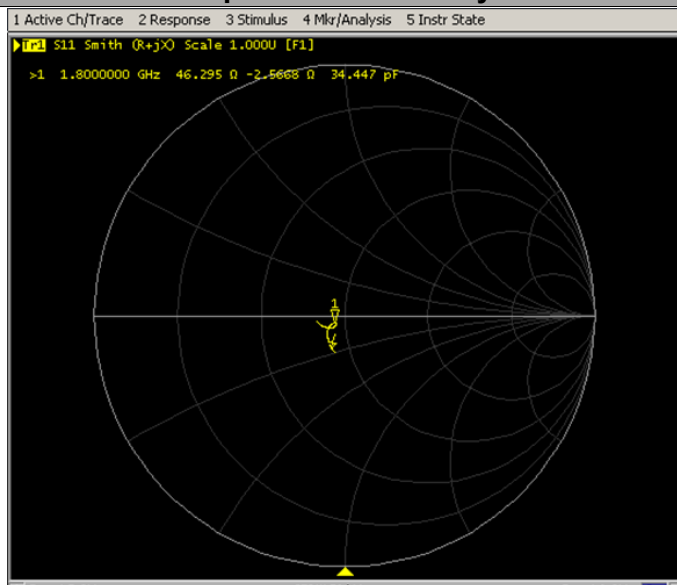 1 Active Ch/Trace 2 Response 3 Stimulus 4 Mkr/Analysis 5 Instr State
Tr1 S11 Smith (R+jX) Scale 1.000U [F1]
>1 1.8000000 GHz 46.295 Ω -2.5668 Ω 34.447 pF
1